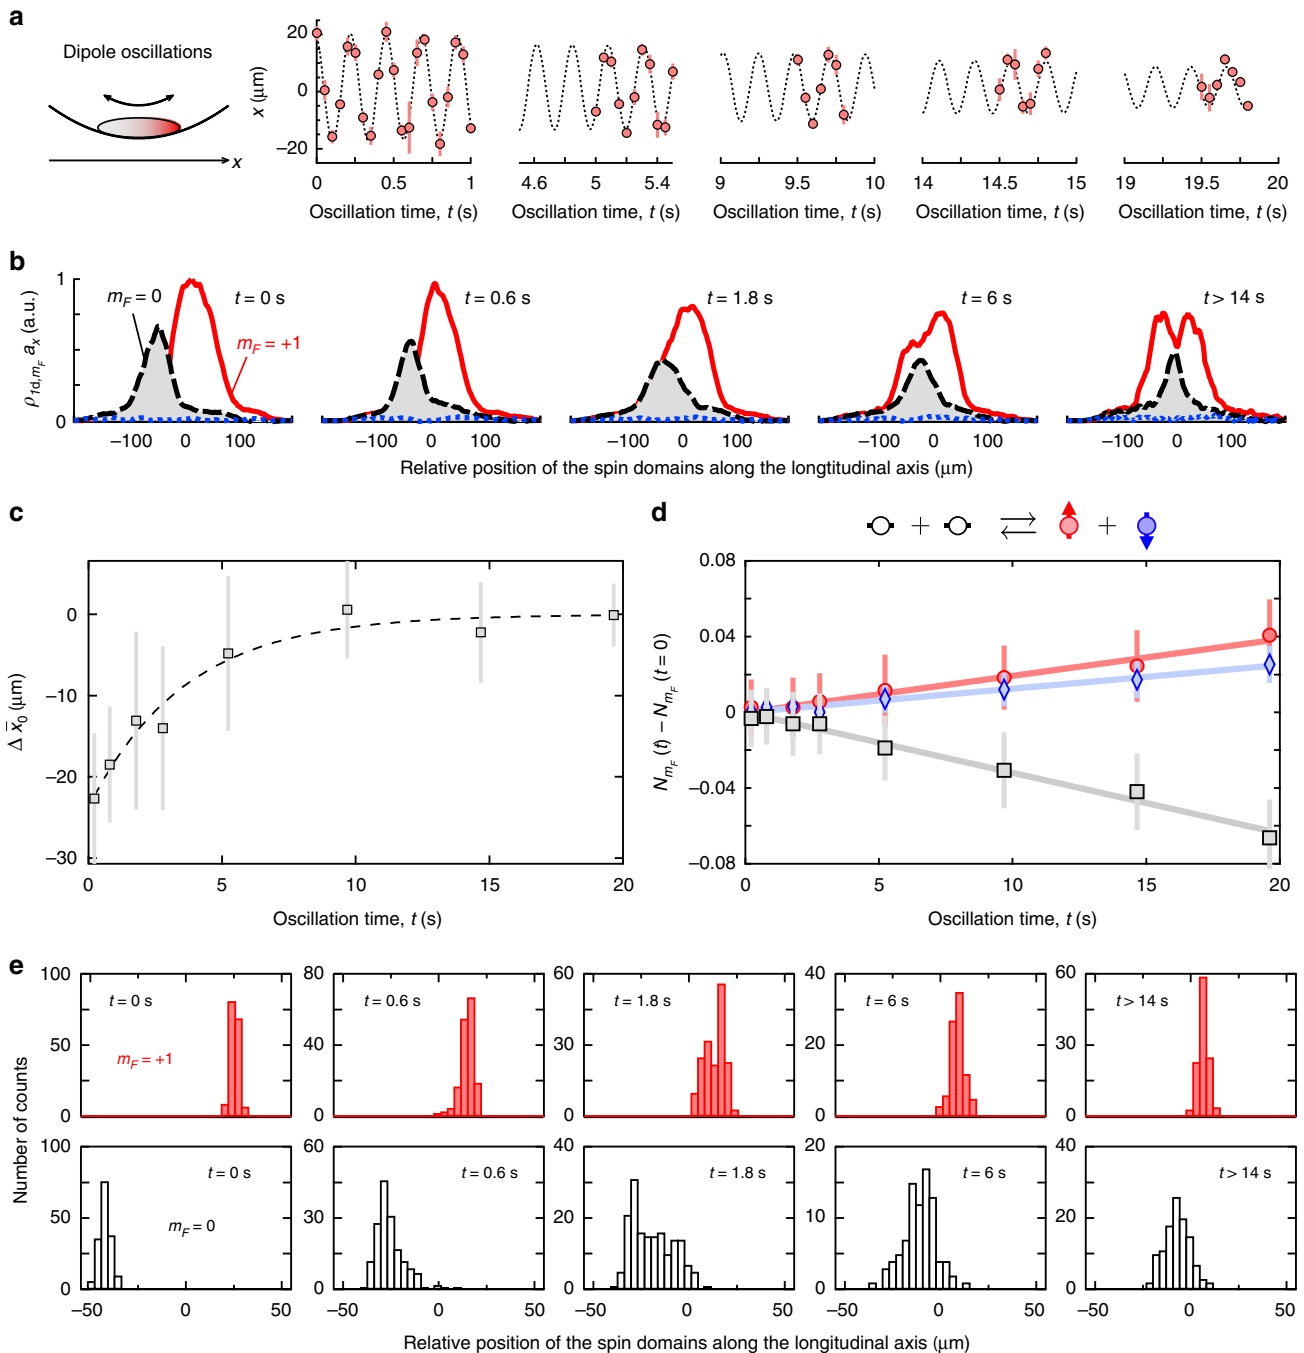 a
Dipole oscillations
x
x (μm)
20
0
−20
0 0.5 1
4.6 5 5.4
9 9.5 10
14 14.5 15
19 19.5 20
Oscillation time, t (s)
Oscillation time, t (s)
Oscillation time, t (s)
Oscillation time, t (s)
Oscillation time, t (s)
b
ρ1d,mF ax (a.u.)
1
0
mF = 0
t = 0 s
mF = +1
t = 0.6 s
t = 1.8 s
t = 6 s
t > 14 s
−100 0 100
−100 0 100
−100 0 100
−100 0 100
−100 0 100
Relative position of the spin domains along the longtitudinal axis (μm)
c
Δ x̅0 (μm)
0
−10
−20
−30
0 5 10 15 20
Oscillation time, t (s)
d
+ ⇌ +
NmF (t) − NmF (t = 0)
0.08
0.04
0
−0.04
−0.08
0 5 10 15 20
Oscillation time, t (s)
e
Number of counts
100
50
0
t = 0 s
mF = +1
80
40
0
t = 0.6 s
60
30
0
t = 1.8 s
40
20
0
t = 6 s
60
30
0
t > 14 s
100
75
50
25
0
t = 0 s
mF = 0
60
45
30
15
0
t = 0.6 s
40
30
20
10
0
t = 1.8 s
20
15
10
5
0
t = 6 s
40
20
0
t > 14 s
−50 0 50
−50 0 50
−50 0 50
−50 0 50
−50 0 50
Relative position of the spin domains along the longitudinal axis (μm)